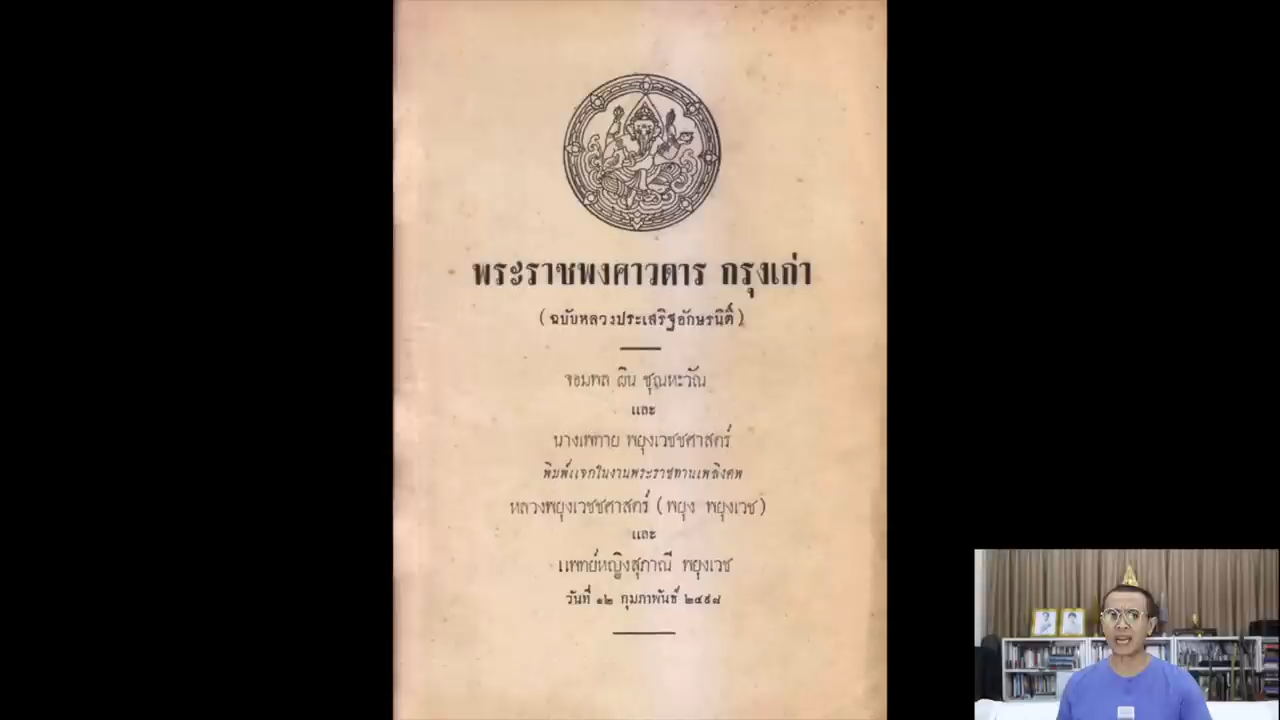 พระราชพงศาวดาร กรุงเก่า
(ฉบับหลวงประเสริฐอักษรนิติ์)
จอมพล ผิน ชุณหะวัณ
และ
นางเพทาย พยุงเวชชศาสตร์
พิมพ์แจกในงานพระราชทานเพลิงศพ
หลวงพยุงเวชชศาสตร์ (พยุง พยุงเวช)
และ
แพทย์หญิงสุภาณี พยุงเวช
วันที่ ๑๒ กุมภาพันธ์ ๒๔๙๘